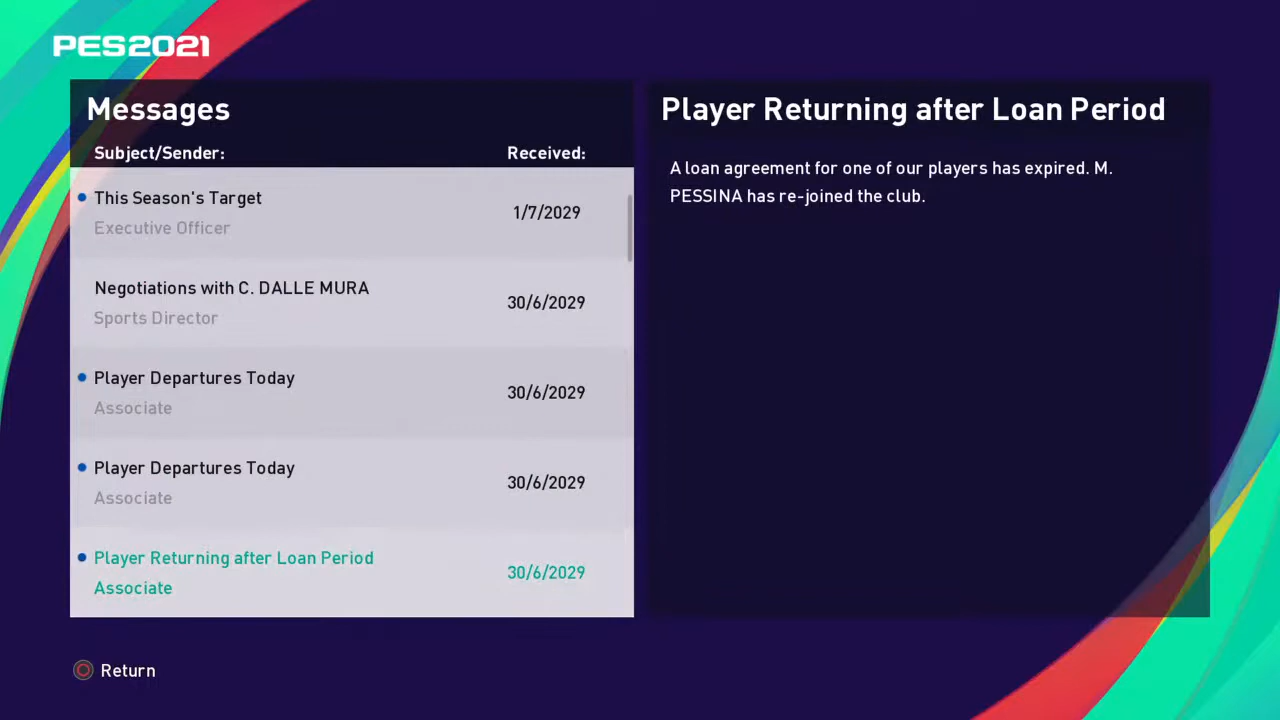 PES2021
Messages
Subject/Sender:
Received:
This Season's Target
Executive Officer
1/7/2029
Negotiations with C. DALLE MURA
Sports Director
30/6/2029
Player Departures Today
Associate
30/6/2029
Player Departures Today
Associate
30/6/2029
Player Returning after Loan Period
Associate
30/6/2029
Player Returning after Loan Period
A loan agreement for one of our players has expired. M.
PESSINA has re-joined the club.
Return